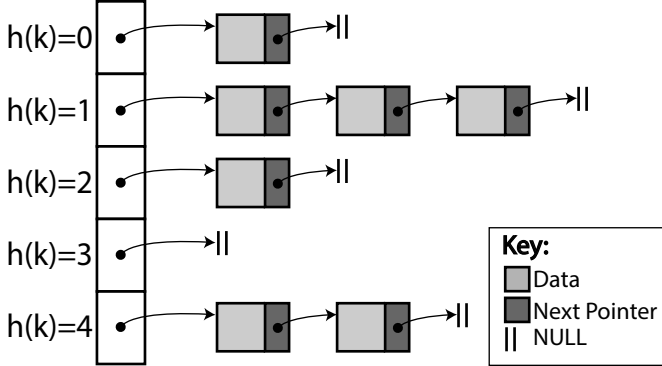 h(k)=0
h(k)=1
h(k)=2
h(k)=3
h(k)=4
Key:
Data
Next Pointer
NULL